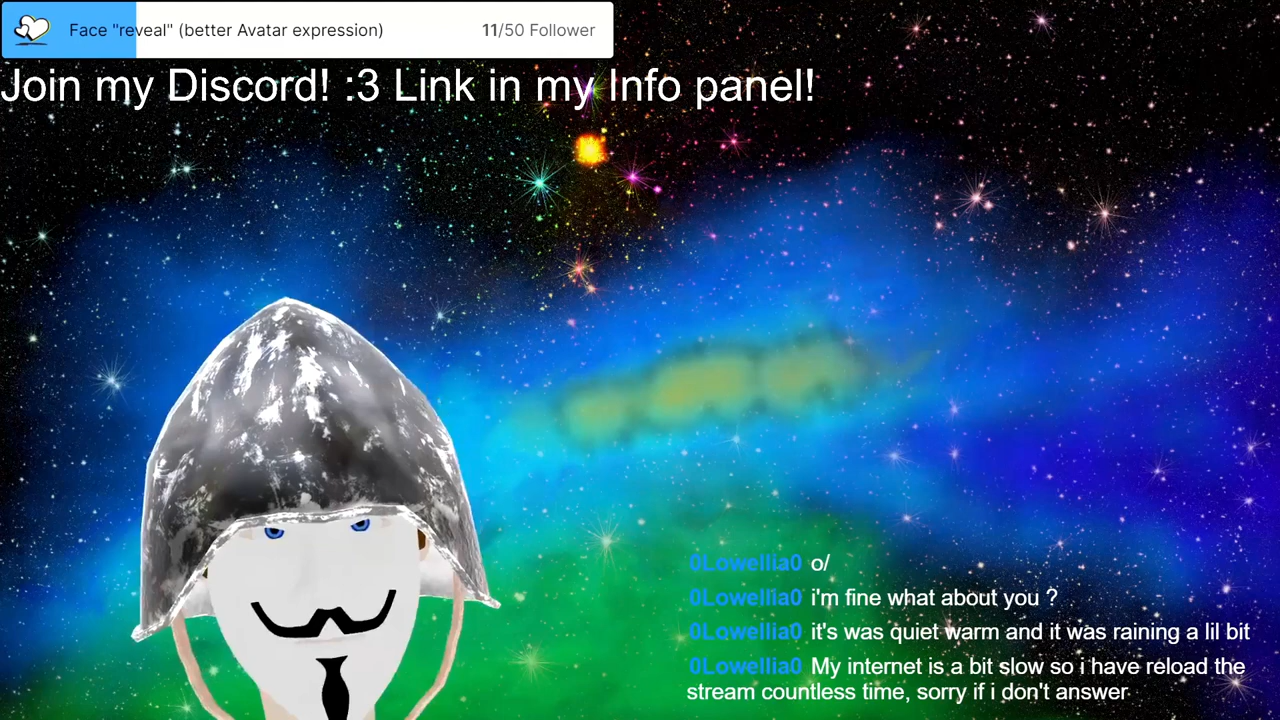 Face "reveal" (better Avatar expression) 11/50 Follower
Join my Discord! :3 Link in my Info panel!
0Lowellia0 o/
0Lowellia0 i'm fine what about you ?
0Lowellia0 it's was quiet warm and it was raining a lil bit
0Lowellia0 My internet is a bit slow so i have reload the
stream countless time, sorry if i don't answer